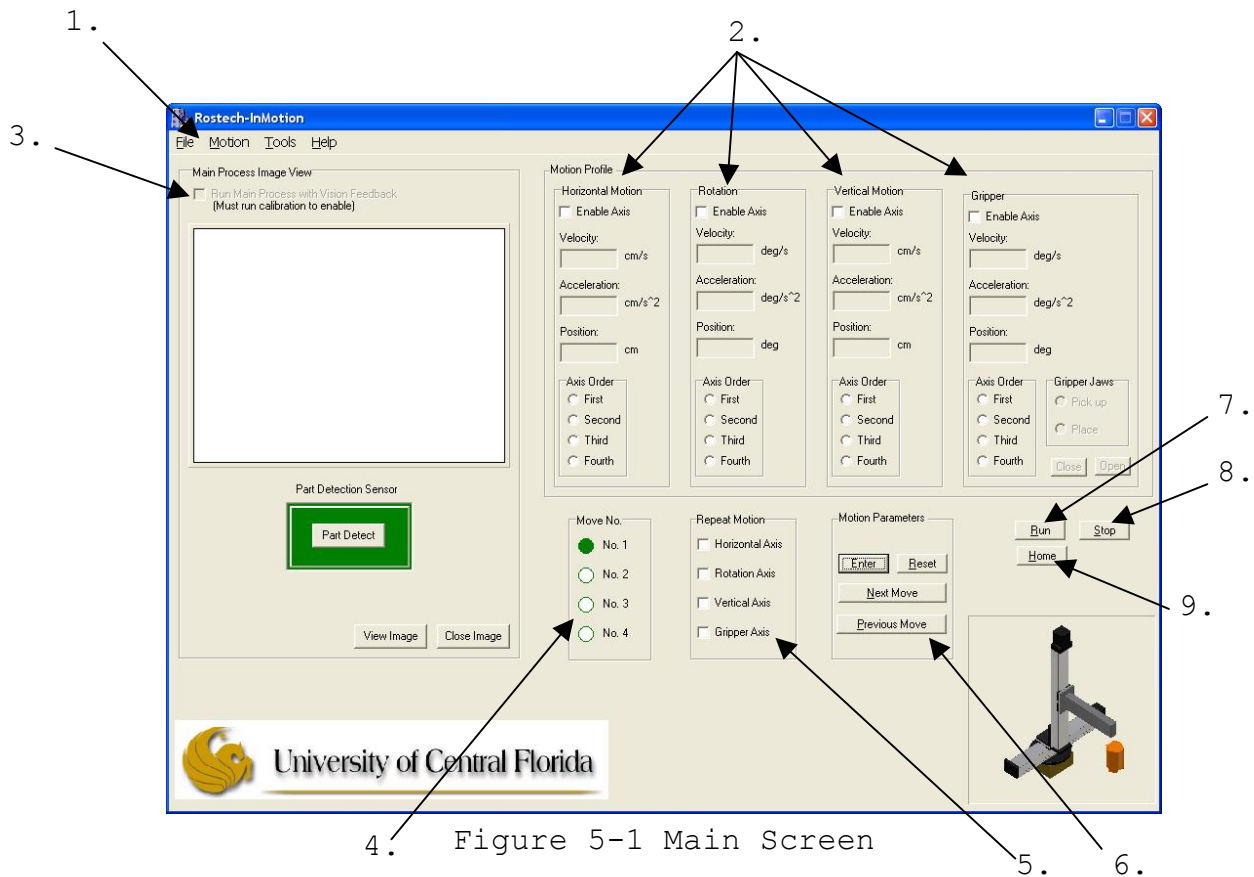 1.
2.
3.
Rostech-InMotion
File Motion Tools Help
Main Process Image View
Run Main Process with Vision Feedback
(Must run calibration to enable)
Part Detection Sensor
Part Detect
View Image Close Image
Motion Profile
Horizontal Motion
Enable Axis
Velocity:
cm/s
Acceleration:
cm/s^2
Position:
cm
Axis Order
First
Second
Third
Fourth
Rotation
Enable Axis
Velocity:
deg/s
Acceleration:
deg/s^2
Position:
deg
Axis Order
First
Second
Third
Fourth
Vertical Motion
Enable Axis
Velocity:
cm/s
Acceleration:
cm/s^2
Position:
cm
Axis Order
First
Second
Third
Fourth
Gripper
Enable Axis
Velocity:
deg/s
Acceleration:
deg/s^2
Position:
deg
Axis Order
First
Second
Third
Fourth
Gripper Jaws
Pick up
Place
Close Open
7.
8.
Move No.
No. 1
No. 2
No. 3
No. 4
Repeat Motion
Horizontal Axis
Rotation Axis
Vertical Axis
Gripper Axis
Motion Parameters
Enter Reset
Next Move
Previous Move
Run Stop
Home
9.
University of Central Florida
4.
Figure 5-1 Main Screen
5.
6.